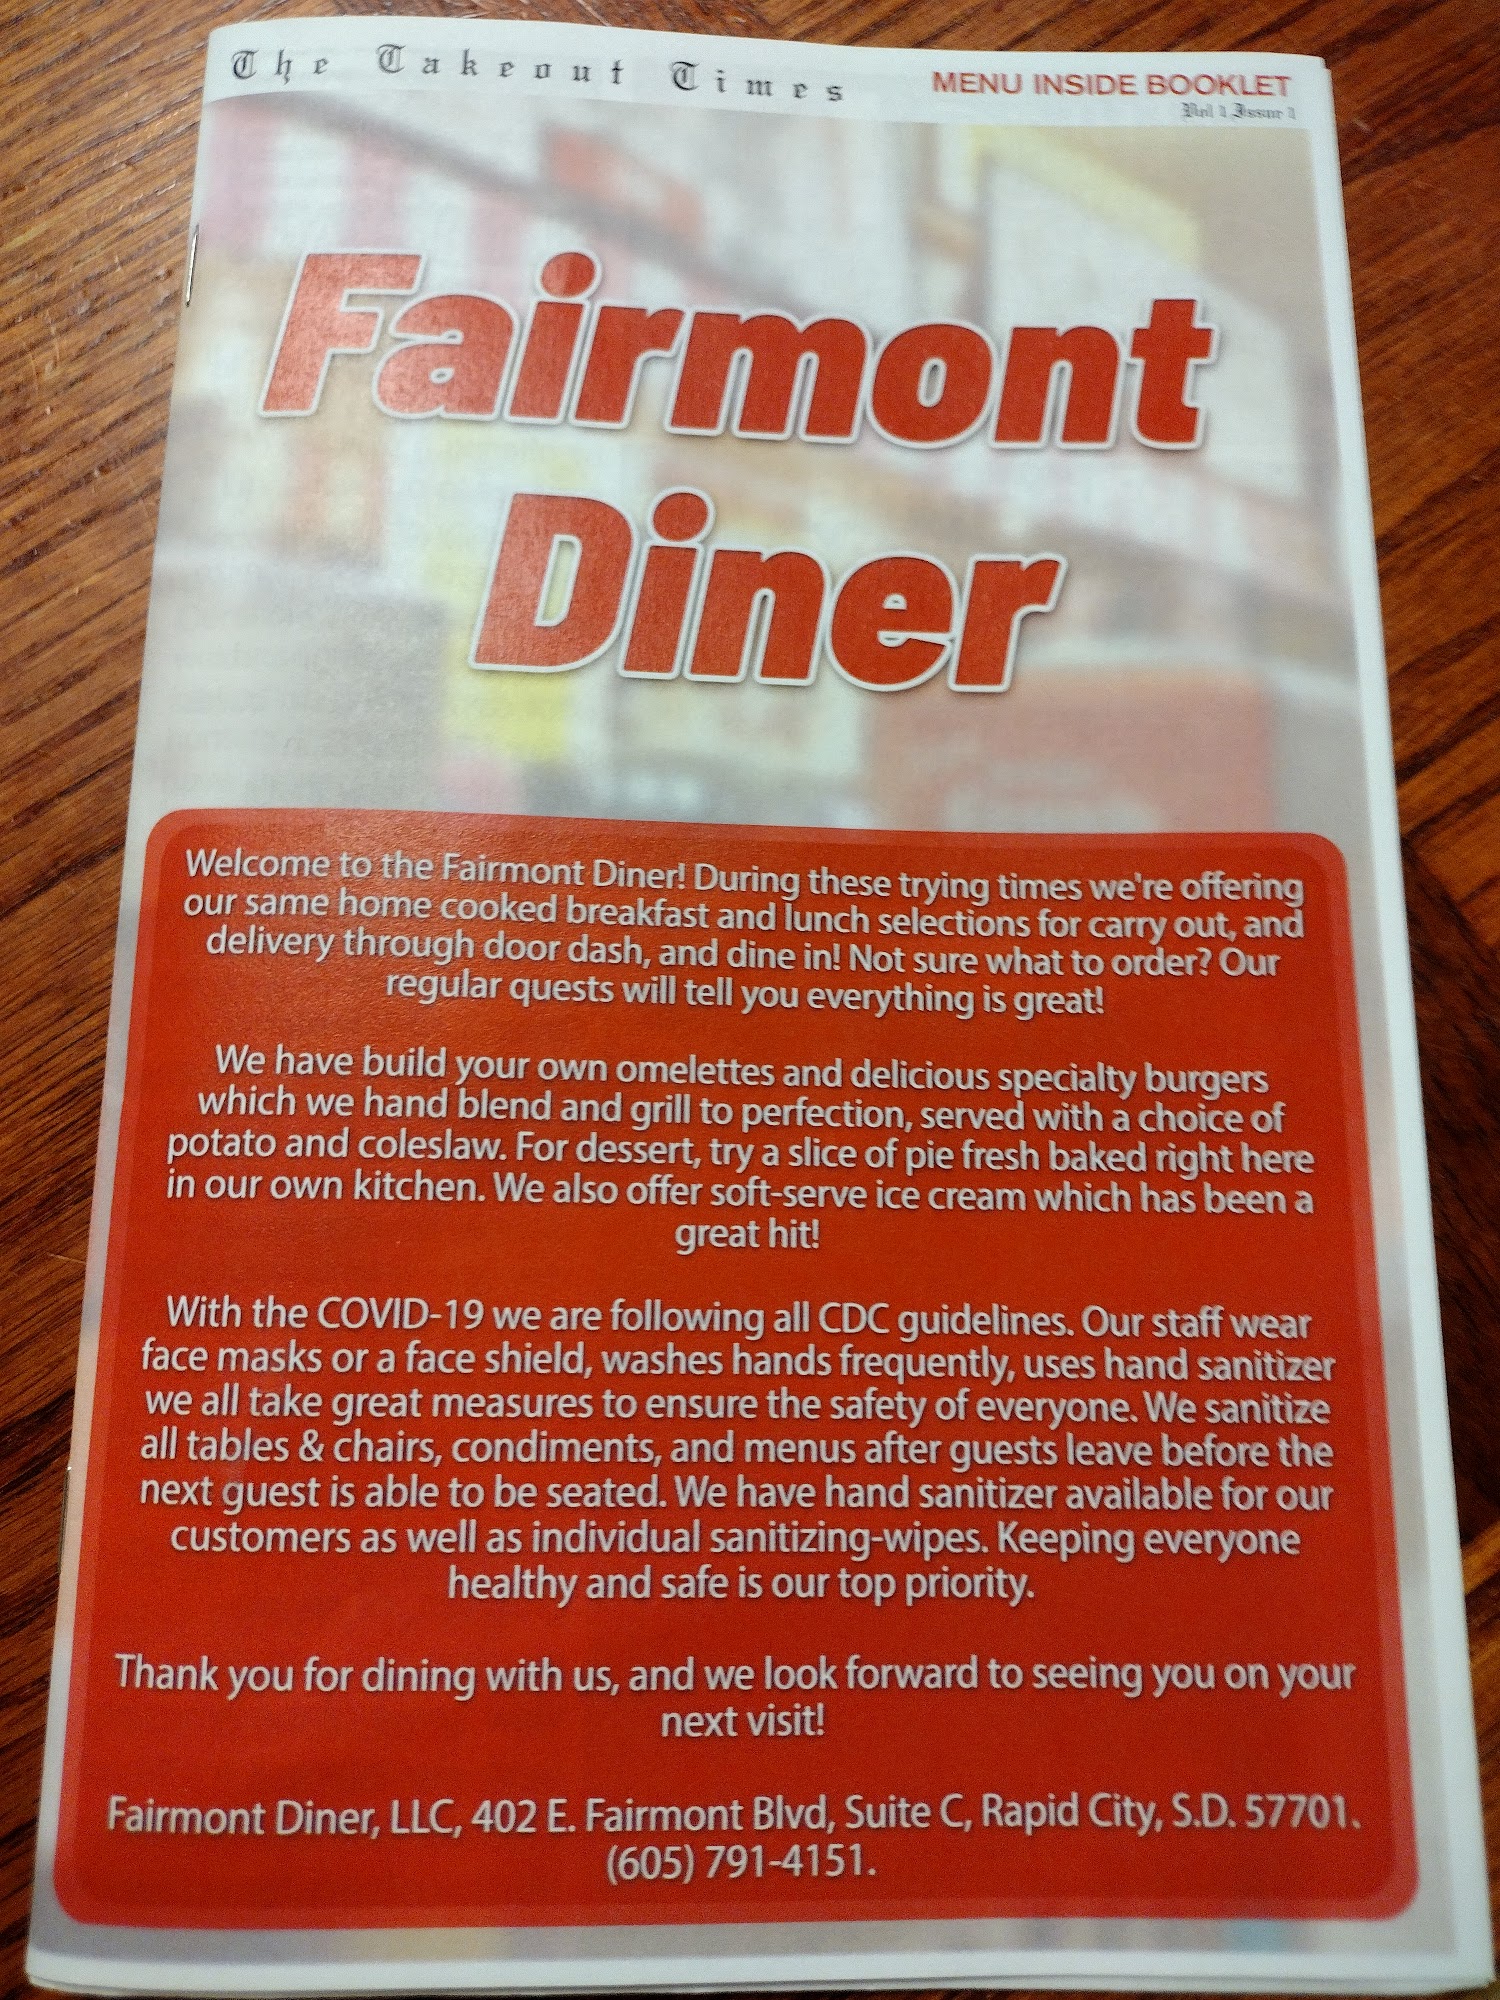 The Takeout Times
MENU INSIDE BOOKLET
Vol 1 Issue 1
Fairmont
Diner
Welcome to the Fairmont Diner! During these trying times we're offering
our same home cooked breakfast and lunch selections for carry out, and
delivery through door dash, and dine in! Not sure what to order? Our
regular quests will tell you everything is great!
We have build your own omelettes and delicious specialty burgers
which we hand blend and grill to perfection, served with a choice of
potato and coleslaw. For dessert, try a slice of pie fresh baked right here
in our own kitchen. We also offer soft-serve ice cream which has been a
great hit!
With the COVID-19 we are following all CDC guidelines. Our staff wear
face masks or a face shield, washes hands frequently, uses hand sanitizer
we all take great measures to ensure the safety of everyone. We sanitize
all tables & chairs, condiments, and menus after guests leave before the
next guest is able to be seated. We have hand sanitizer available for our
customers as well as individual sanitizing-wipes. Keeping everyone
healthy and safe is our top priority.
Thank you for dining with us, and we look forward to seeing you on your
next visit!
Fairmont Diner, LLC, 402 E. Fairmont Blvd, Suite C, Rapid City, S.D. 57701.
(605) 791-4151.